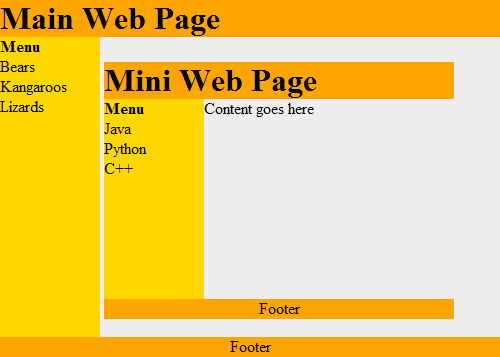 Main Web Page
Menu
Bears
Kangaroos
Lizards
Mini Web Page
Menu
Java
Python
C++
Content goes here
Footer
Footer